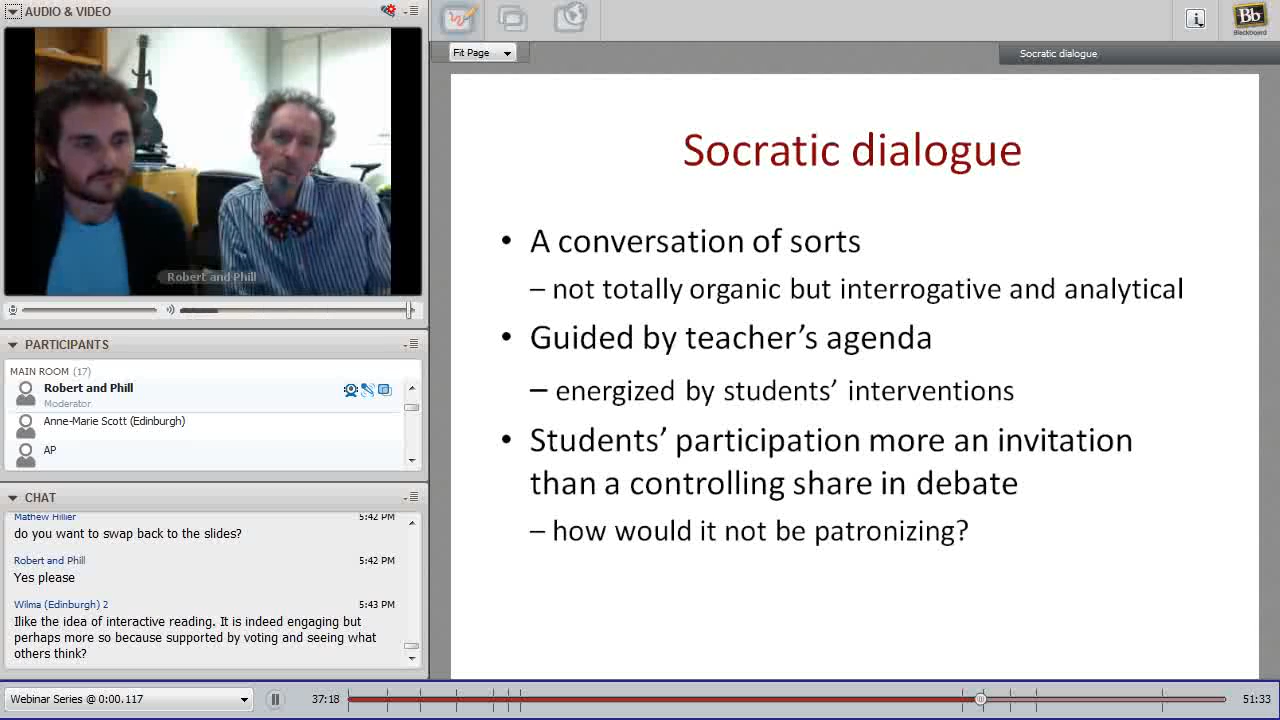 AUDIO & VIDEO
Robert and Phill
PARTICIPANTS
MAIN ROOM (17)
Robert and Phill
Moderator
Anne-Marie Scott (Edinburgh)
AP
CHAT
Mathew Hillier 5:42 PM
do you want to swap back to the slides?
Robert and Phill 5:42 PM
Yes please
Wilma (Edinburgh) 2 5:43 PM
Ilike the idea of interactive reading. It is indeed engaging but
perhaps more so because supported by voting and seeing what
others think?
Webinar Series @ 0:00.117
37:18
51:33
Fit Page
Socratic dialogue
Bb
Blackboard
Socratic dialogue
• A conversation of sorts
– not totally organic but interrogative and analytical
• Guided by teacher’s agenda
– energized by students’ interventions
• Students’ participation more an invitation
than a controlling share in debate
– how would it not be patronizing?